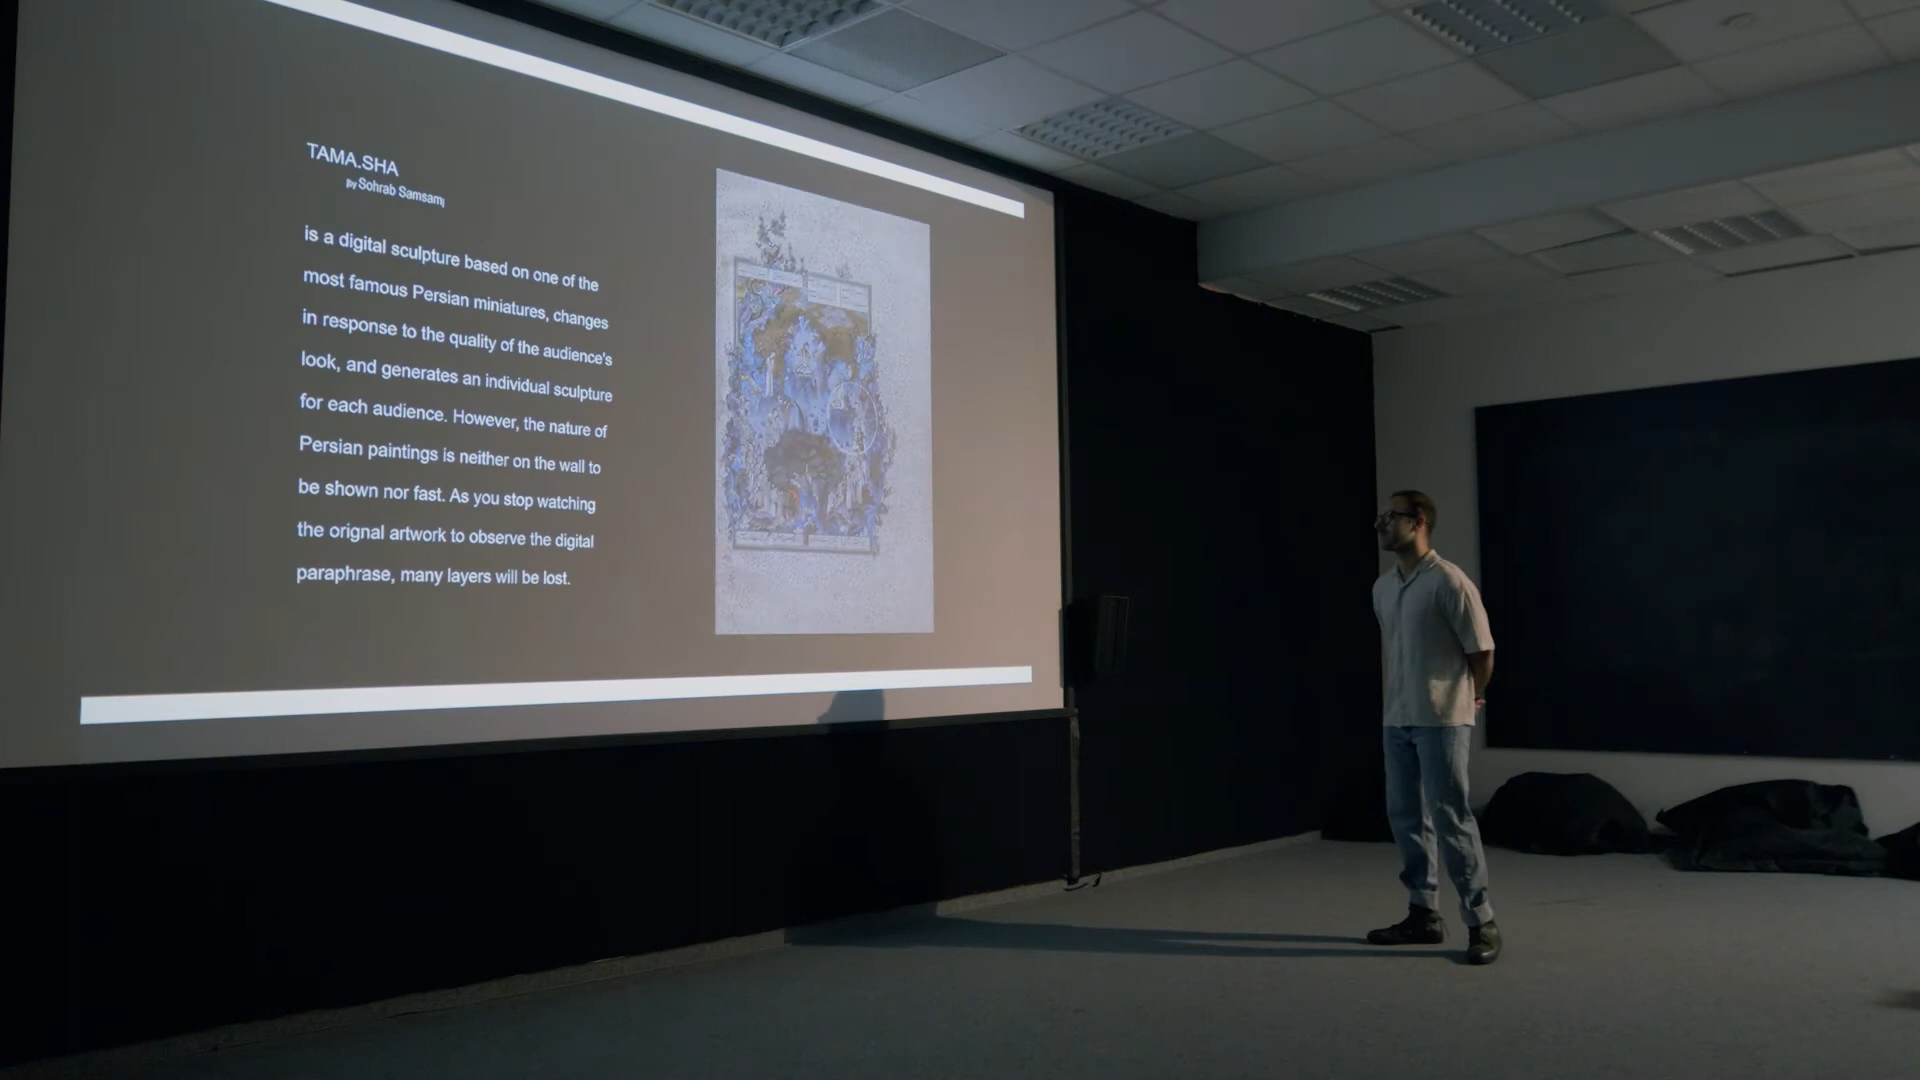 TAMA.SHA
By Sohrab Samsami
is a digital sculpture based on one of the
most famous Persian miniatures, changes
in response to the quality of the audience's
look, and generates an individual sculpture
for each audience. However, the nature of
Persian paintings is neither on the wall to
be shown nor fast. As you stop watching
the orignal artwork to observe the digital
paraphrase, many layers will be lost.